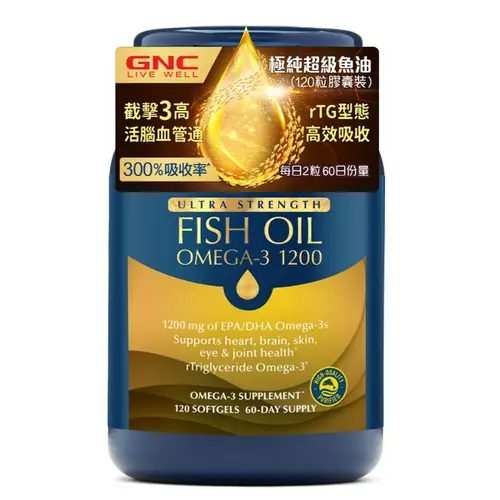 GNC
LIVE WELL
極純超級魚油
(120粒膠囊裝)
截擊3高
活腦血管通
rTG型態
高效吸收
300%吸收率^
每日2粒 60日份量
ULTRA STRENGTH
FISH OIL
OMEGA-3 1200
1200 mg of EPA/DHA Omega-3s
Supports heart, brain, skin,
eye & joint health*
rTriglyceride Omega-3†
HIGH-QUALITY
PURIFIED
OMEGA-3 SUPPLEMENT
120 SOFTGELS 60-DAY SUPPLY